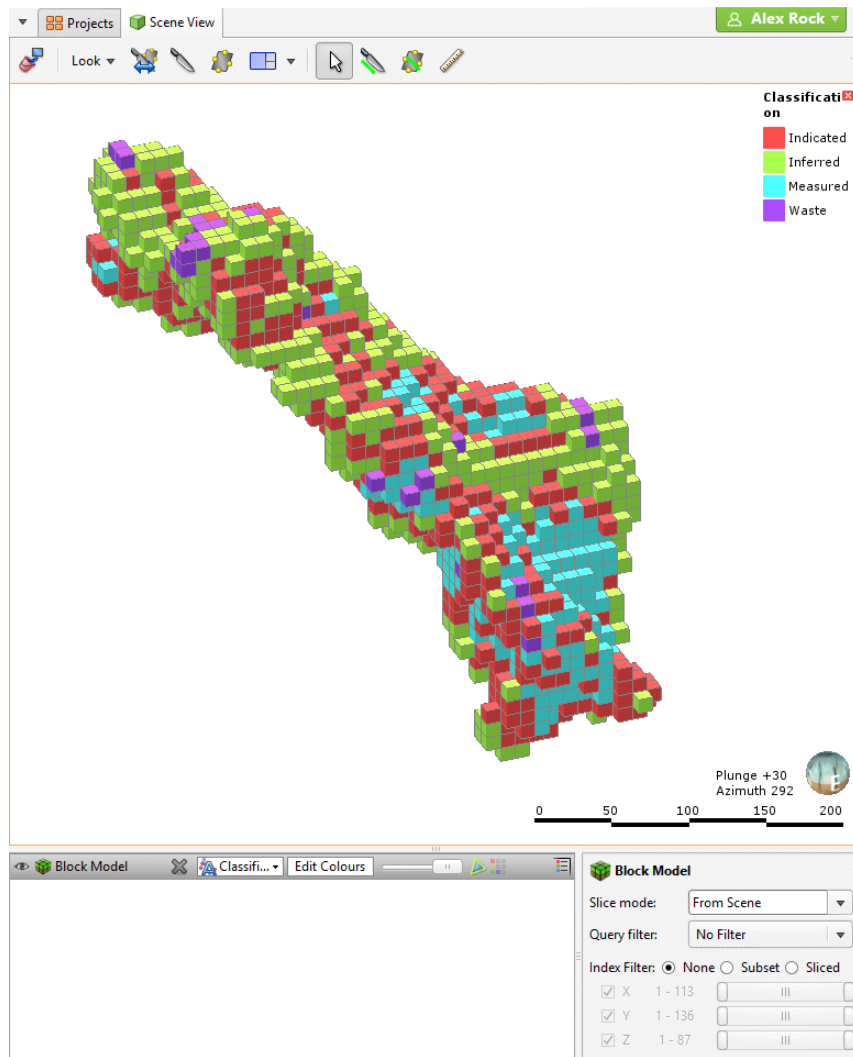 Projects
Scene View
Alex Rock
Look
Classificati
on
Indicated
Inferred
Measured
Waste
Plunge +30
Azimuth 292
E
0 50 100 150 200
Block Model
Classifi...
Edit Colours
Block Model
Slice mode: From Scene
Query filter: No Filter
Index Filter: None Subset Sliced
X 1 - 113
Y 1 - 136
Z 1 - 87